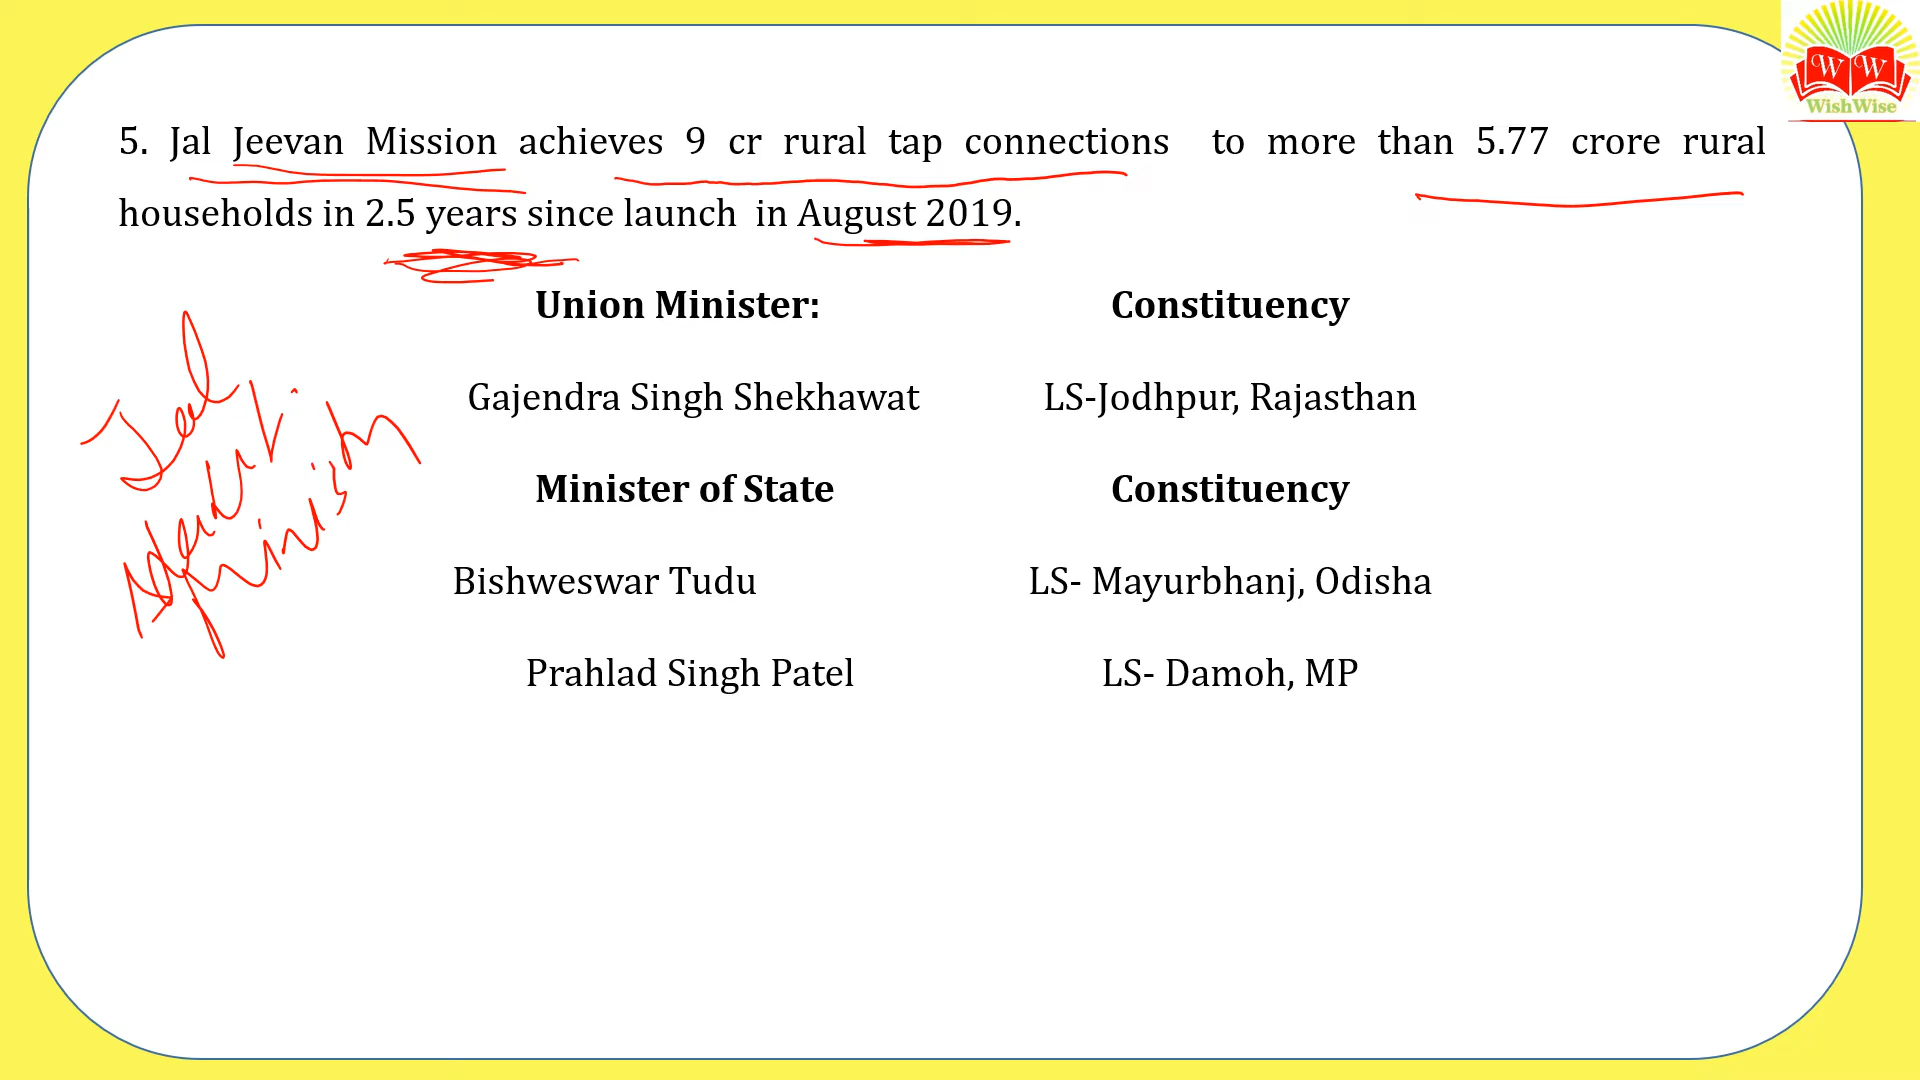 W W
WishWise
5. Jal Jeevan Mission achieves 9 cr rural tap connections to more than 5.77 crore rural
households in 2.5 years since launch in August 2019.
Union Minister: Constituency
Gajendra Singh Shekhawat LS-Jodhpur, Rajasthan
Minister of State Constituency
Bishweswar Tudu LS- Mayurbhanj, Odisha
Prahlad Singh Patel LS- Damoh, MP
Jal